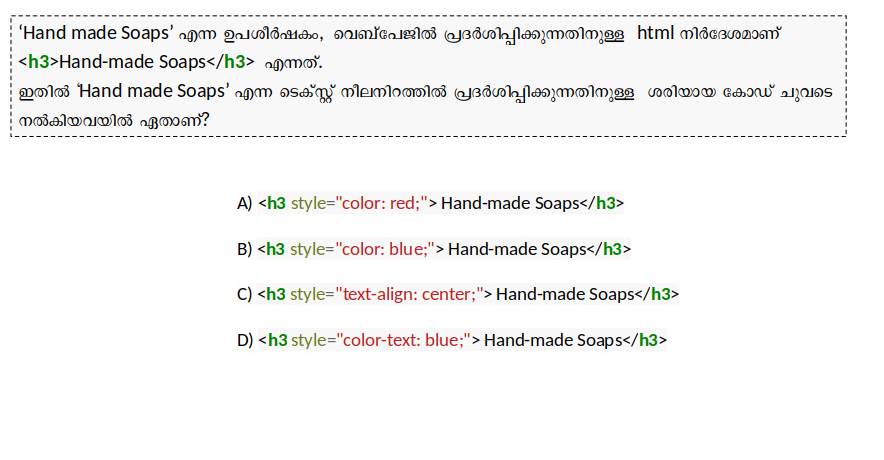 ‘Hand made Soaps’ എന്ന ഉപശീർഷകം, വെബ്പേജിൽ പ്രദർശിപ്പിക്കുന്നതിനുള്ള html നിർദേശമാണ്
<h3>Hand-made Soaps</h3> എന്നത്.
ഇതിൽ ‘Hand made Soaps’ എന്ന ടെക്സ്റ്റ് നീലനിറത്തിൽ പ്രദർശിപ്പിക്കുന്നതിനുള്ള ശരിയായ കോഡ് ചുവടെ
നൽകിയവയിൽ ഏതാണ്?
A) <h3 style="color: red;"> Hand-made Soaps</h3>
B) <h3 style="color: blue;"> Hand-made Soaps</h3>
C) <h3 style="text-align: center;"> Hand-made Soaps</h3>
D) <h3 style="color-text: blue;"> Hand-made Soaps</h3>